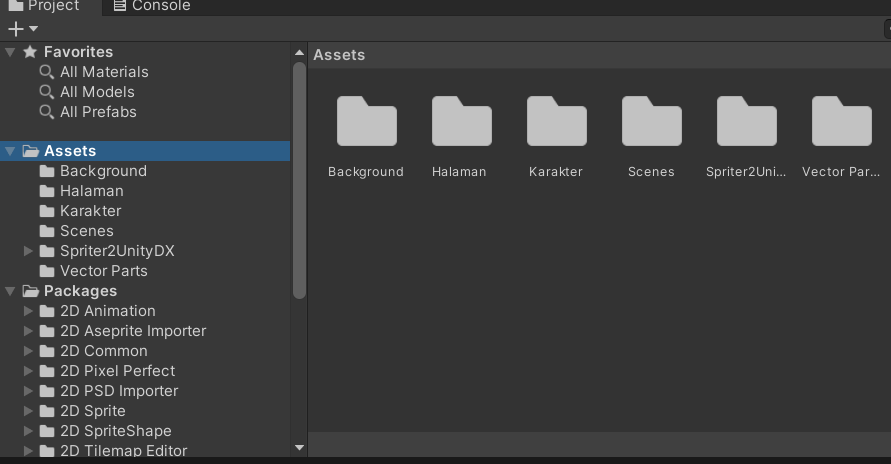 Project Console
Favorites
All Materials
All Models
All Prefabs
Assets
Background
Halaman
Karakter
Scenes
Spriter2UnityDX
Vector Parts
Packages
2D Animation
2D Aseprite Importer
2D Common
2D Pixel Perfect
2D PSD Importer
2D Sprite
2D SpriteShape
2D Tilemap Editor
Assets
Background Halaman Karakter Scenes Spriter2Uni... Vector Par...